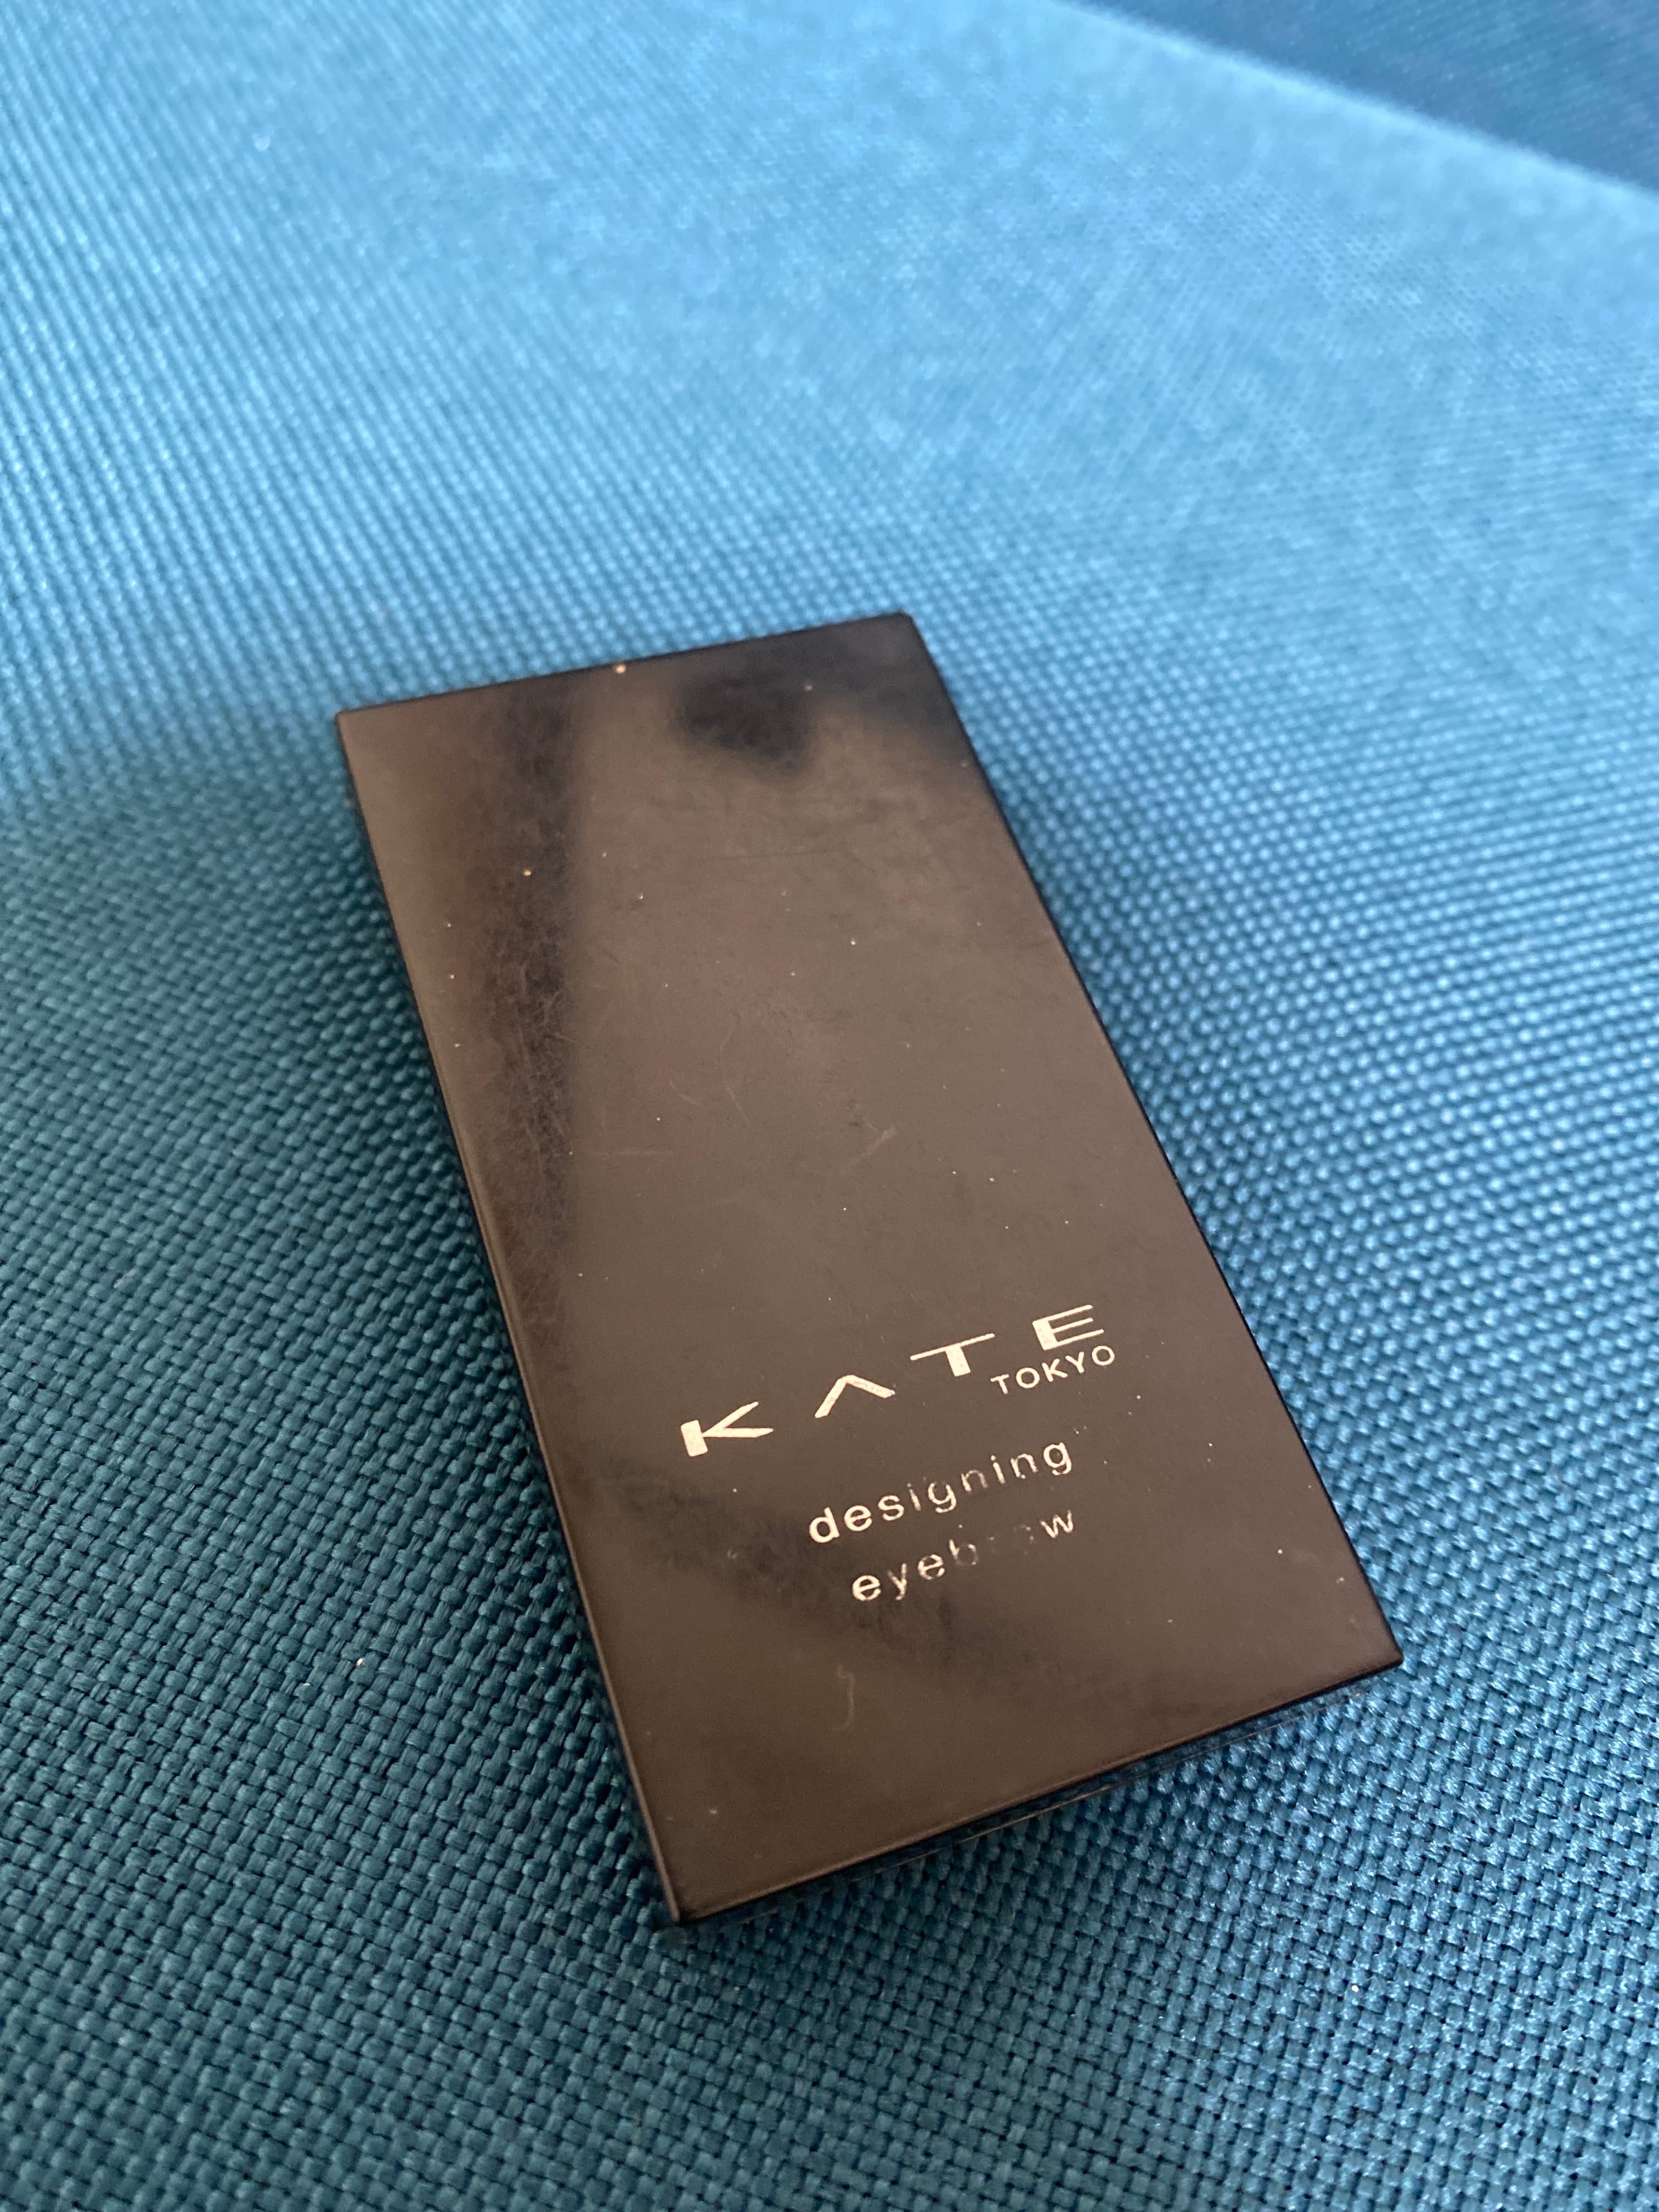 KATE
TOKYO
designing
eyebrow